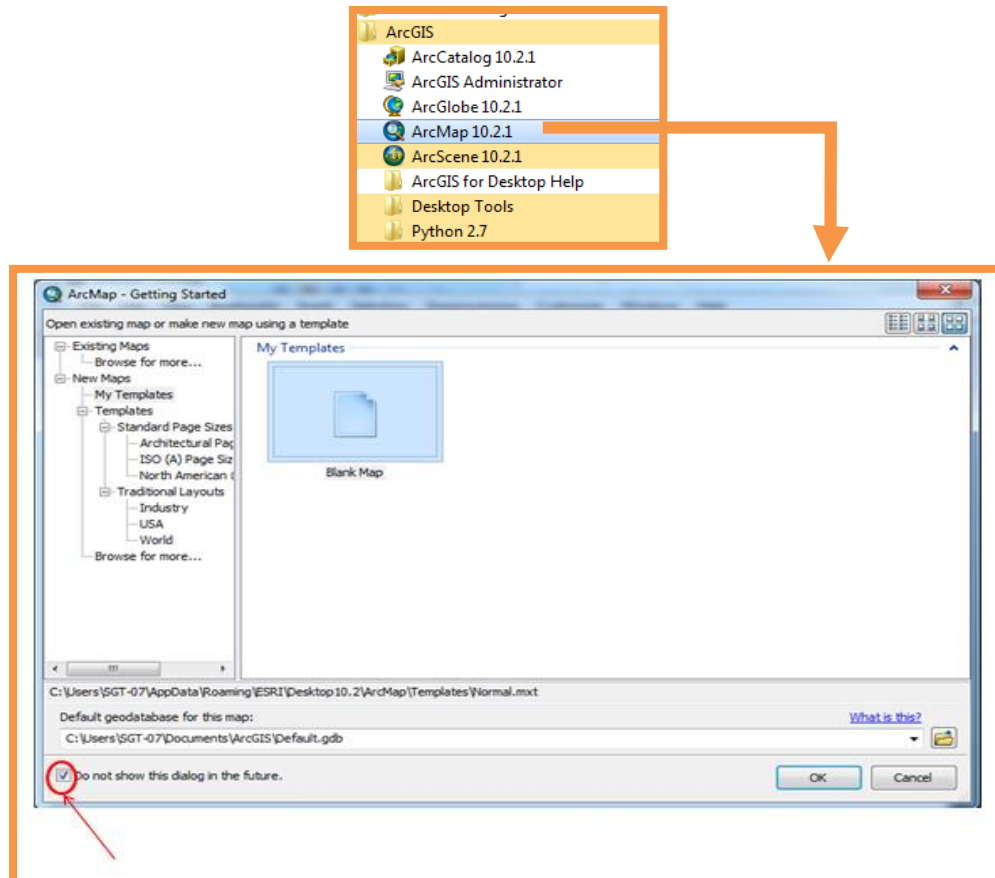 ArcGIS
ArcCatalog 10.2.1
ArcGIS Administrator
ArcGlobe 10.2.1
ArcMap 10.2.1
ArcScene 10.2.1
ArcGIS for Desktop Help
Desktop Tools
Python 2.7
ArcMap - Getting Started
Open existing map or make new map using a template
Existing Maps
Browse for more...
New Maps
My Templates
Templates
Standard Page Sizes
Architectural Pag
ISO (A) Page Siz
North American
Traditional Layouts
Industry
USA
World
Browse for more...
My Templates
Blank Map
C:\Users\SGT-07\AppData\Roaming\ESRI\Desktop10.2\ArcMap\Templates\Normal.mxt
Default geodatabase for this map:
What is this?
C:\Users\SGT-07\Documents\ArcGIS\Default.gdb
Do not show this dialog in the future.
OK
Cancel